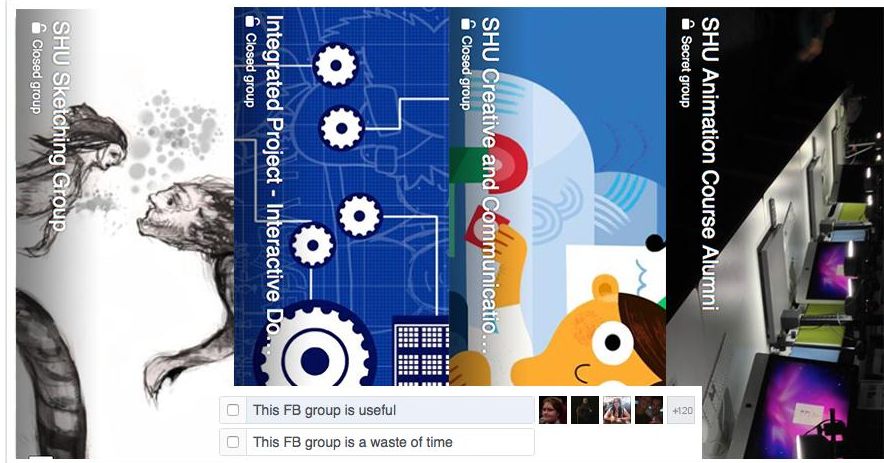 SHU Sketching Group
Closed group
Integrated Project - Interactive Do...
Closed group
SHU Creative and Communicatio...
Closed group
SHU Animation Course Alumni
Secret group
This FB group is useful
+120
This FB group is a waste of time